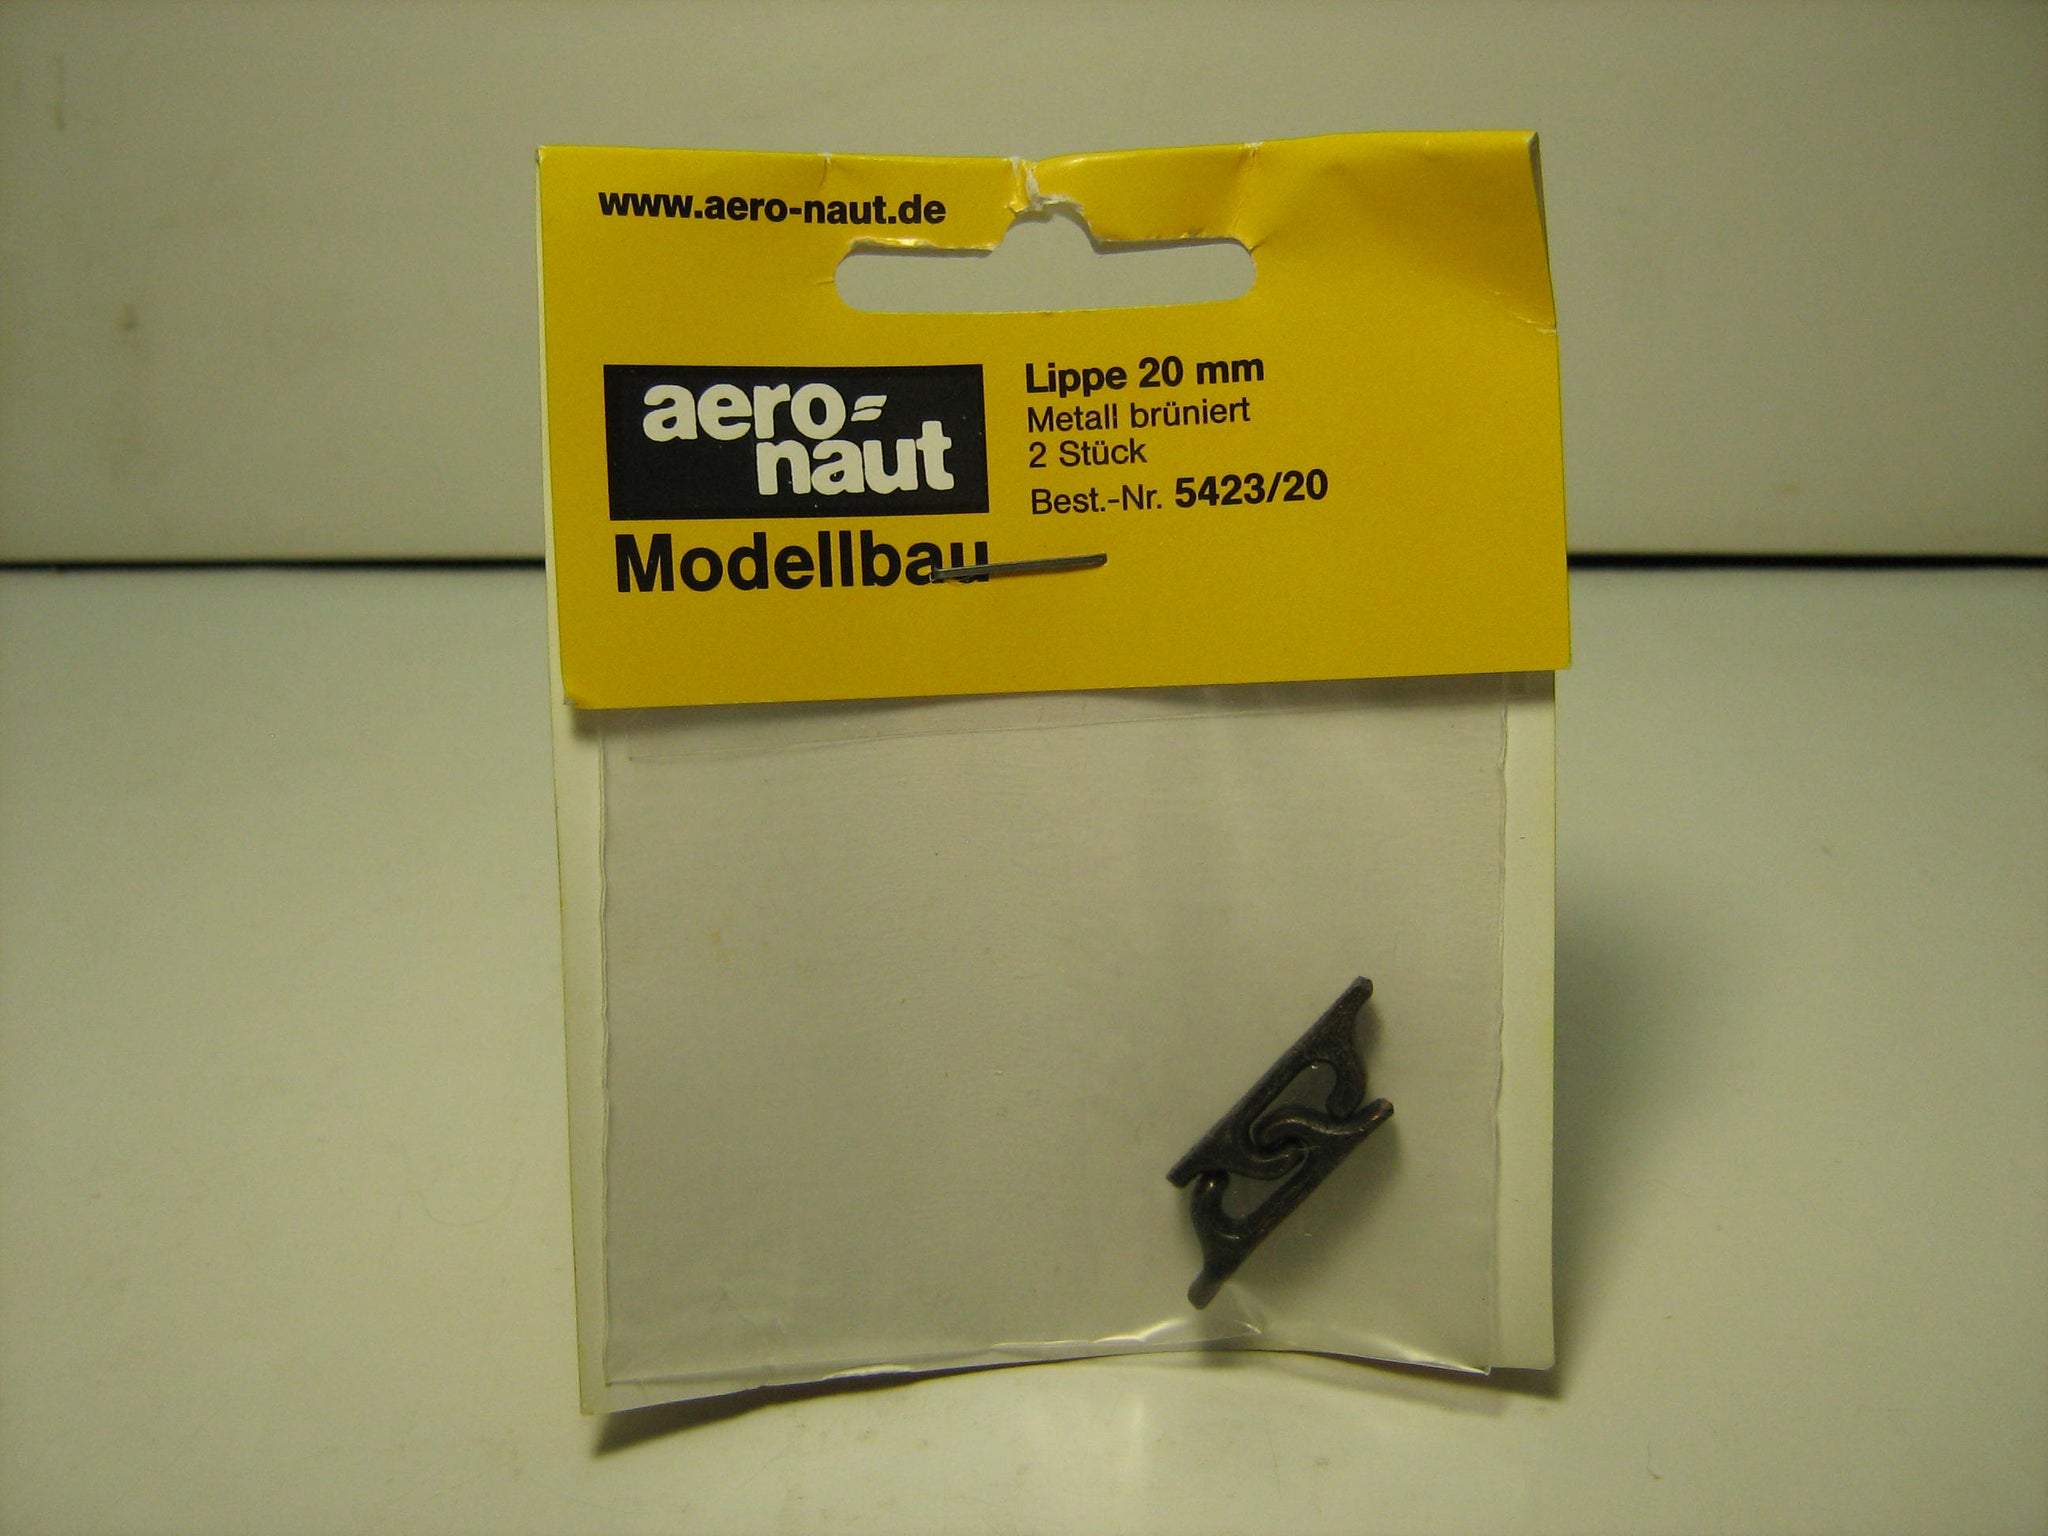 www.aero-naut.de
aero=
naut
Modellbau
Lippe 20 mm
Metall brüniert
2 Stück
Best.-Nr. 5423/20